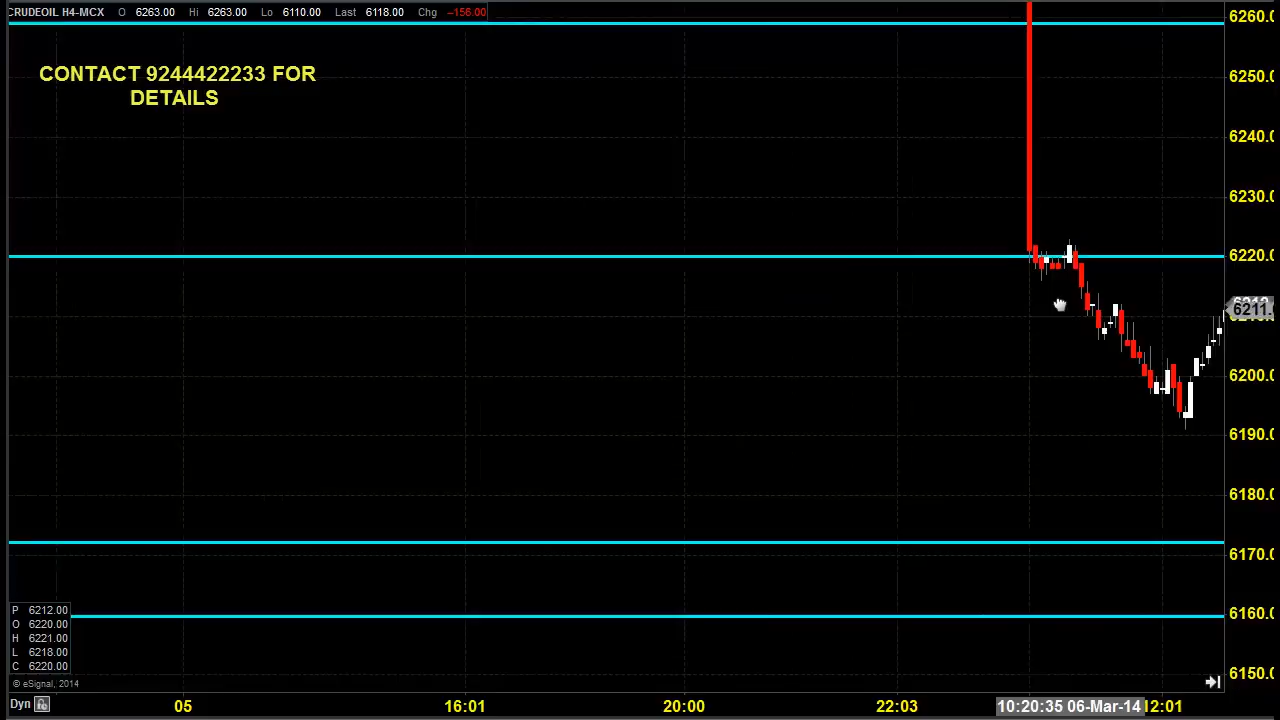 CRUDEOIL H4-MCX O 6263.00 Hi 6263.00 Lo 6110.00 Last 6118.00 Chg -156.00
CONTACT 9244422233 FOR
DETAILS
6260.0
6250.0
6240.0
6230.0
6220.0
6211.
6200.0
6190.0
6180.0
6170.0
6160.0
6150.0
P 6212.00
O 6220.00
H 6221.00
L 6218.00
C 6220.00
© eSignal, 2014
Dyn 05 16:01 20:00 22:03 10:20:35 06-Mar-14 12:01